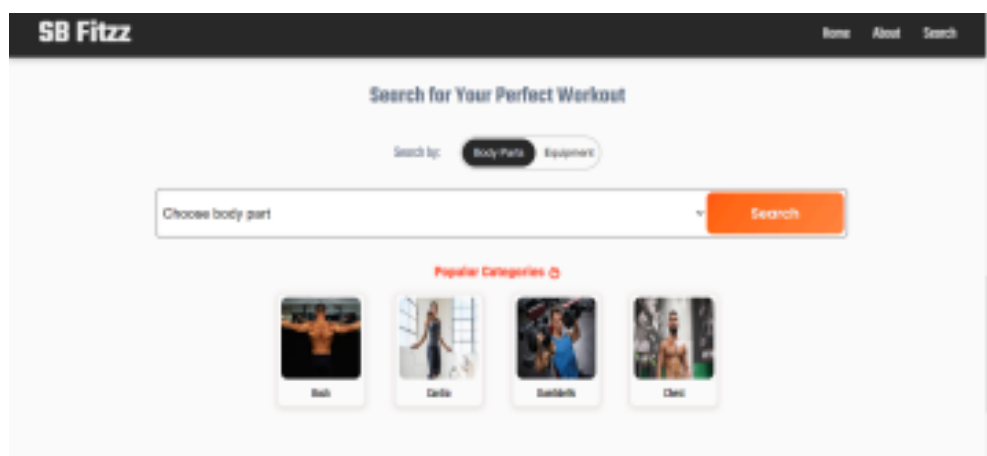 SB Fitzz
Home About Search
Search for Your Perfect Workout
Search by: Body Parts Equipment
Choose body part Search
Popular Categories
Back Cardio Dumbbells Chest